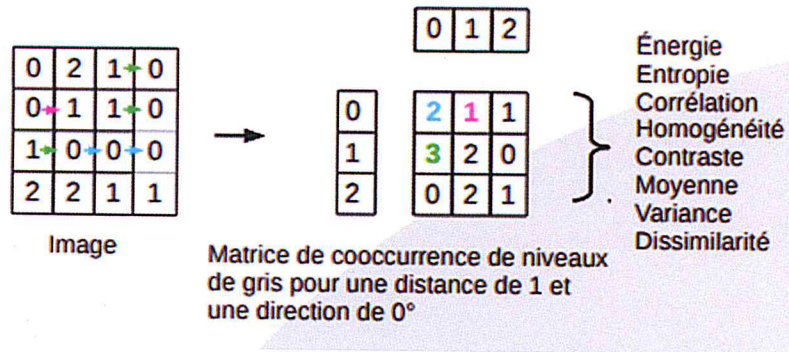 0 2 1 0
0 1 1 0
1 0 0 0
2 2 1 1
Image
0 1 2
0
1
2
2 1 1
3 2 0
0 2 1
Matrice de cooccurrence de niveaux
de gris pour une distance de 1 et
une direction de 0°
Énergie
Entropie
Corrélation
Homogénéité
Contraste
Moyenne
Variance
Dissimilarité